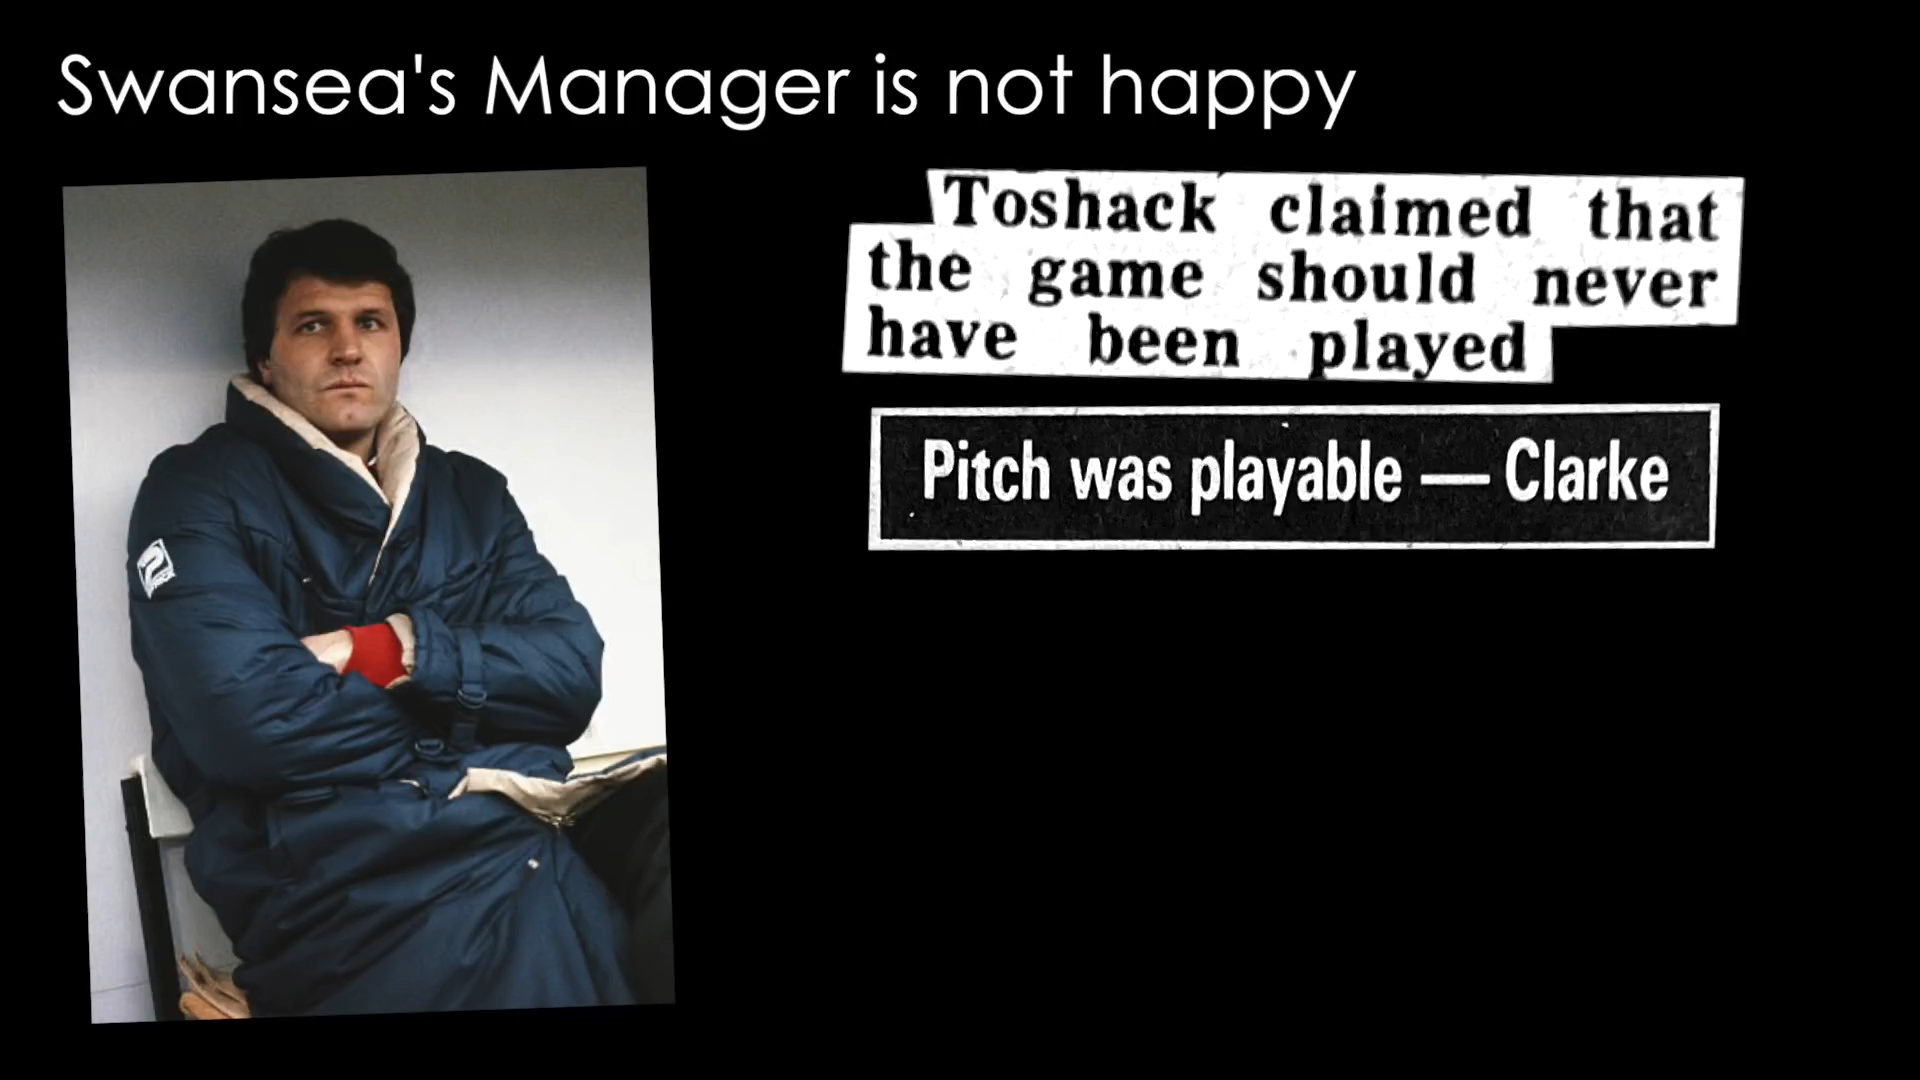 Swansea's Manager is not happy
Toshack claimed that
the game should never
have been played
Pitch was playable — Clarke